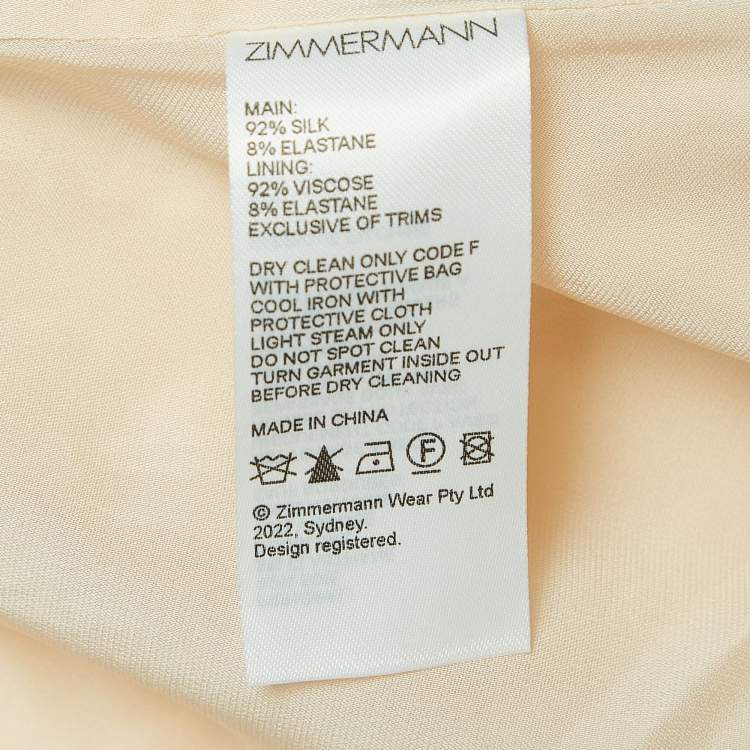 ZIMMERMANN
MAIN:
92% SILK
8% ELASTANE
LINING:
92% VISCOSE
8% ELASTANE
EXCLUSIVE OF TRIMS
DRY CLEAN ONLY CODE F
WITH PROTECTIVE BAG
COOL IRON WITH
PROTECTIVE CLOTH
LIGHT STEAM ONLY
DO NOT SPOT CLEAN
TURN GARMENT INSIDE OUT
BEFORE DRY CLEANING
MADE IN CHINA
F
© Zimmermann Wear Pty Ltd
2022, Sydney.
Design registered.